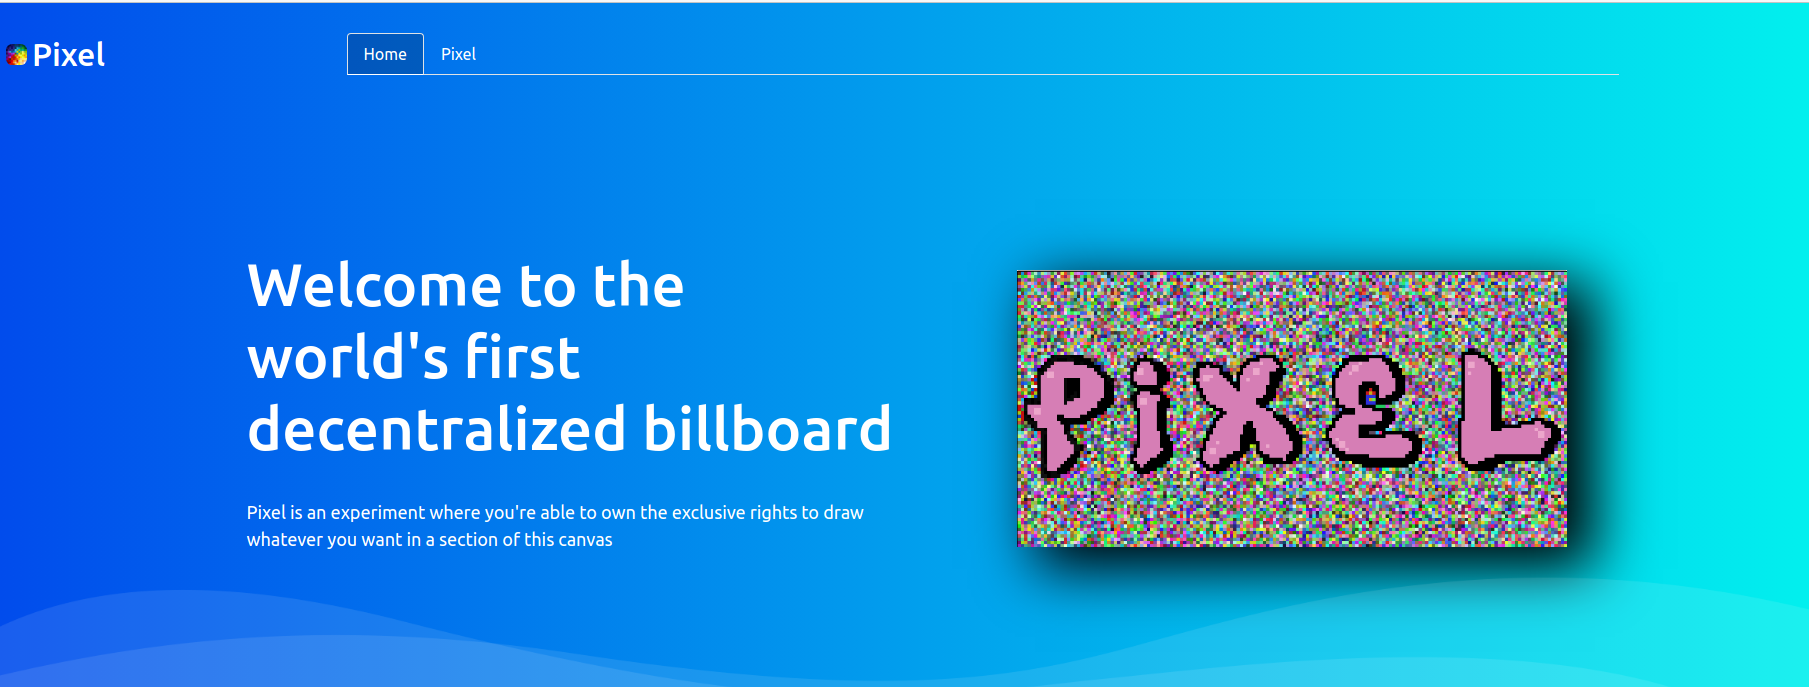 Pixel
Home
Pixel
Welcome to the
world's first
decentralized billboard
Pixel is an experiment where you're able to own the exclusive rights to draw
whatever you want in a section of this canvas
PiXEL